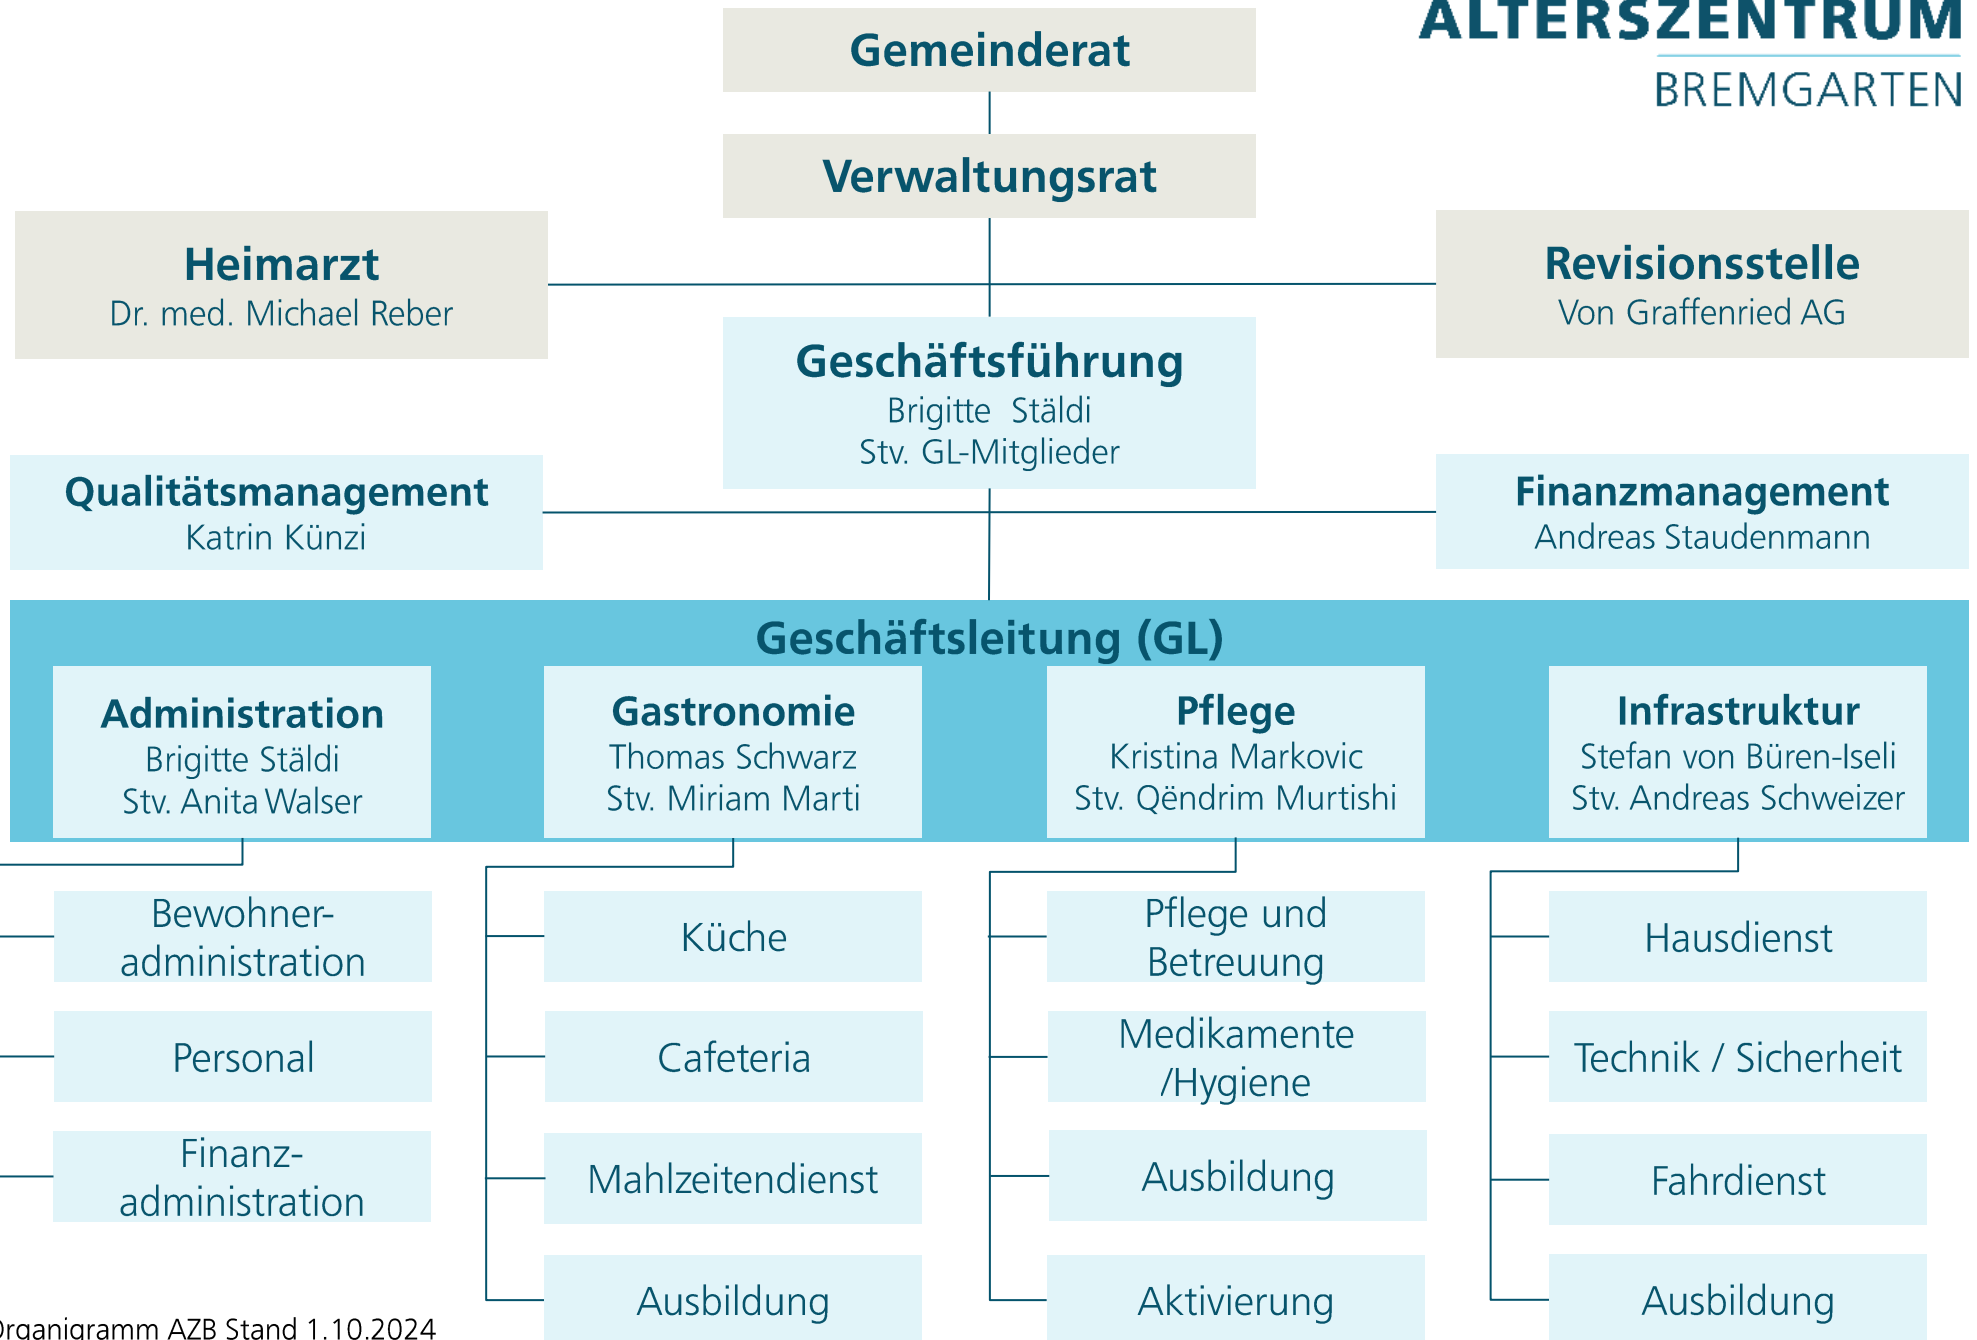 ALTERSZENTRUM
BREMGARTEN
Gemeinderat
Verwaltungsrat
Heimarzt
Dr. med. Michael Reber
Revisionsstelle
Von Graffenried AG
Geschäftsführung
Brigitte Stäldi
Stv. GL-Mitglieder
Qualitätsmanagement
Katrin Künzi
Finanzmanagement
Andreas Staudenmann
Geschäftsleitung (GL)
Administration
Brigitte Stäldi
Stv. Anita Walser
Gastronomie
Thomas Schwarz
Stv. Miriam Marti
Pflege
Kristina Markovic
Stv. Qëndrim Murtishi
Infrastruktur
Stefan von Büren-Iseli
Stv. Andreas Schweizer
Bewohner-
administration
Personal
Finanz-
administration
Küche
Cafeteria
Mahlzeitendienst
Ausbildung
Pflege und
Betreuung
Medikamente
/Hygiene
Ausbildung
Aktivierung
Hausdienst
Technik / Sicherheit
Fahrdienst
Ausbildung
Organigramm AZB Stand 1.10.2024